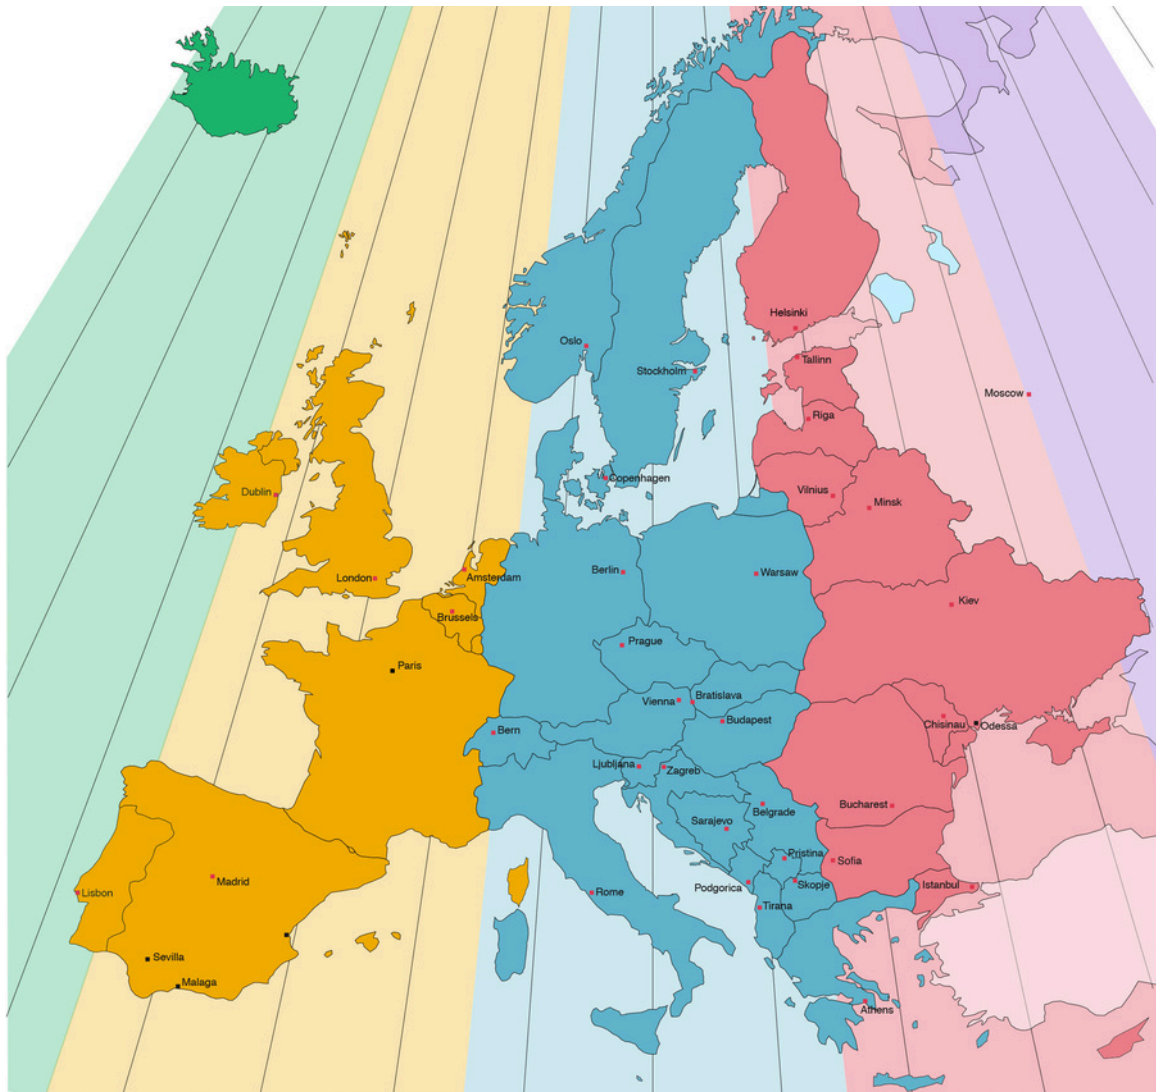 Helsinki
Oslo
Tallinn
Stockholm
Moscow
Riga
Copenhagen
Dublin
Vilnius
Minsk
London
Amsterdam
Berlin
Warsaw
Kiev
Brussels
Prague
Paris
Vienna
Bratislava
Budapest
Chisinau
Odessa
Bern
Ljubljana
Zagreb
Bucharest
Belgrade
Sarajevo
Pristina
Sofia
Madrid
Podgorica
Skopje
Istanbul
Lisbon
Rome
Tirana
Sevilla
Malaga
Athens